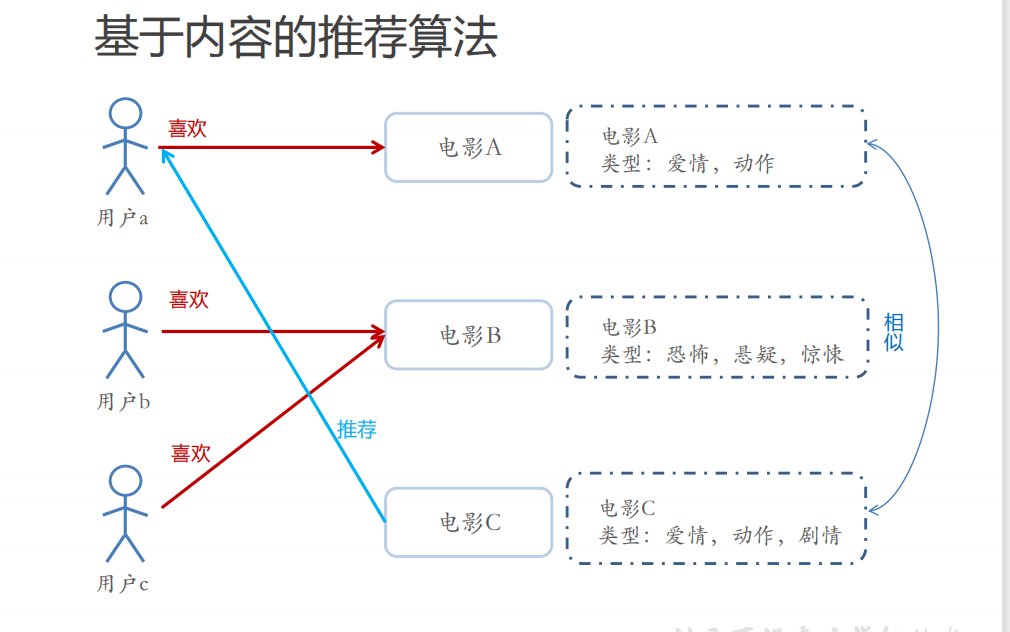 基于内容的推荐算法
喜欢
电影A
电影A
类型：爱情，动作
用户a
喜欢
电影B
电影B
类型：恐怖，悬疑，惊悚
相似
用户b
推荐
喜欢
电影C
电影C
类型：爱情，动作，剧情
用户c